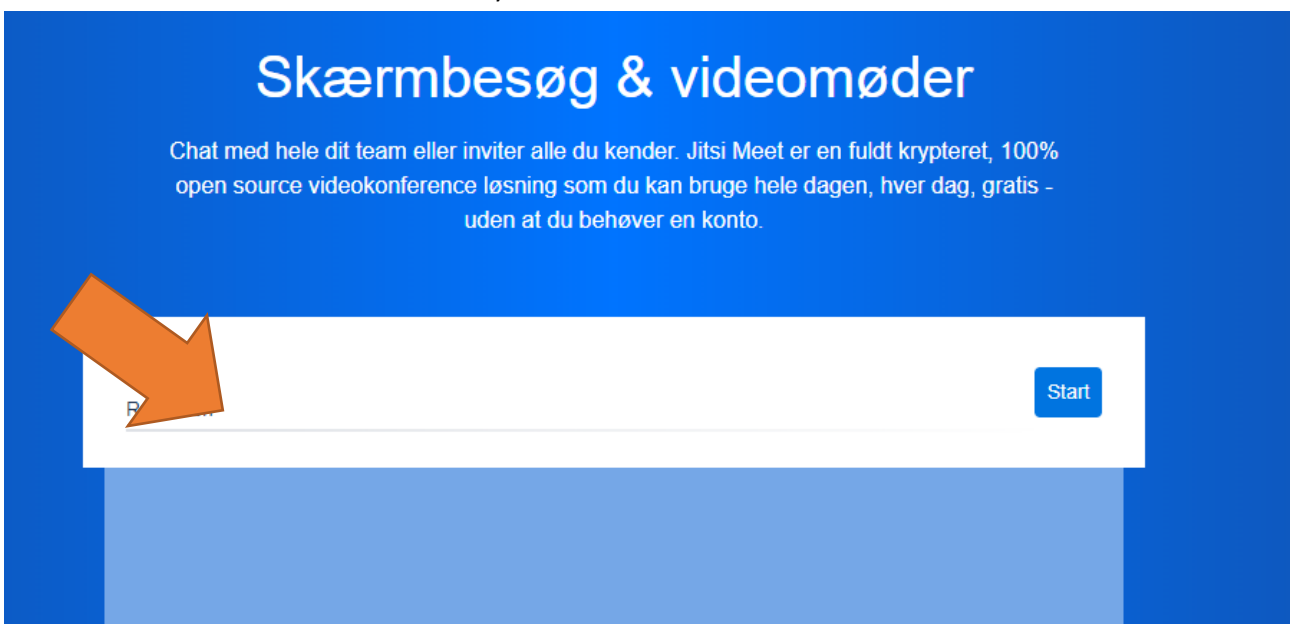 Skærmbesøg & videomøder
Chat med hele dit team eller inviter alle du kender. Jitsi Meet er en fuldt krypteret, 100%
open source videokonference løsning som du kan bruge hele dagen, hver dag, gratis -
uden at du behøver en konto.
Start